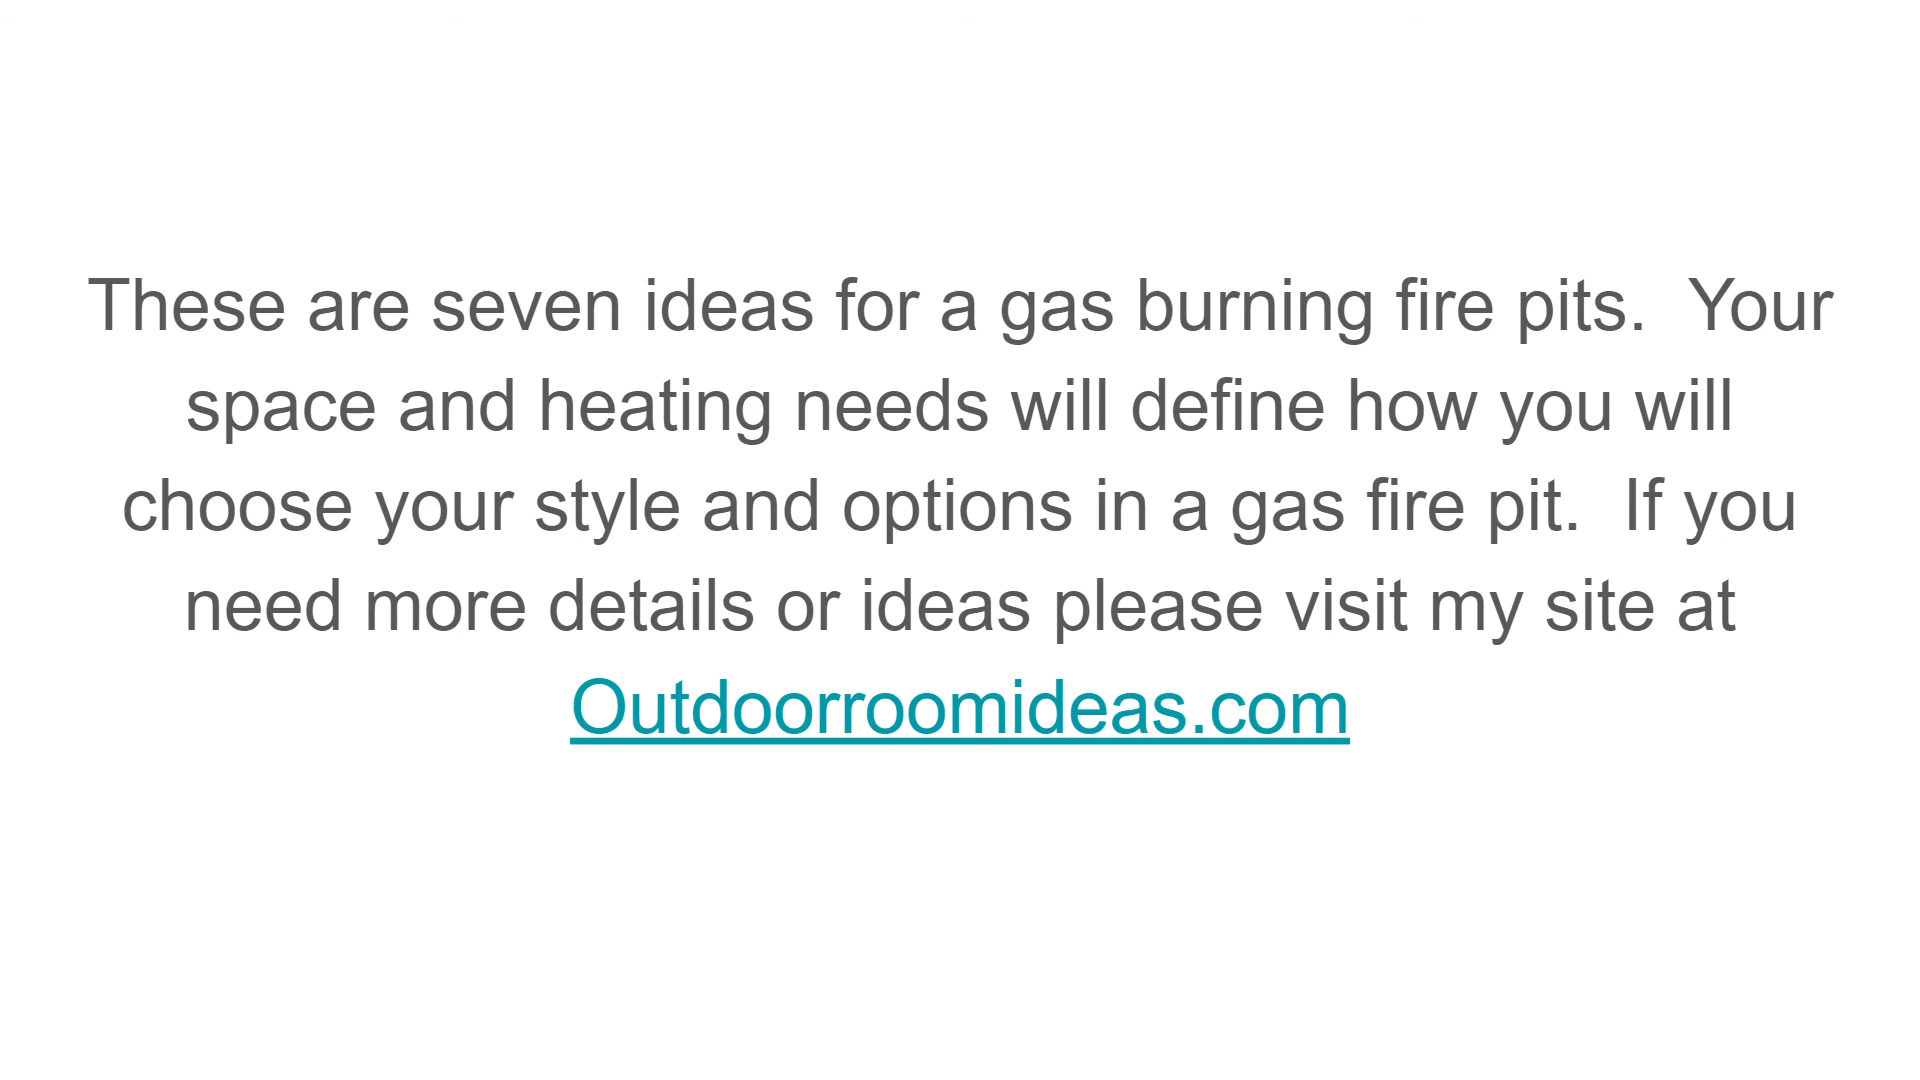 These are seven ideas for a gas burning fire pits.  Your
space and heating needs will define how you will
choose your style and options in a gas fire pit.  If you
need more details or ideas please visit my site at
Outdoorroomideas.com